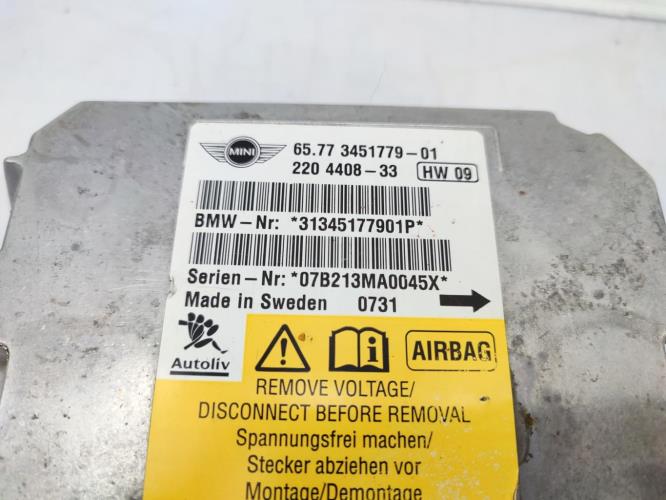 MINI
65.77 3451779-01
220 4408-33 HW 09
BMW-Nr: *31345177901P*
Serien-Nr: *07B213MA0045X*
Made in Sweden 0731
Autoliv
AIRBAG
REMOVE VOLTAGE/
DISCONNECT BEFORE REMOVAL
Spannungsfrei machen/
Stecker abziehen vor
Montage/Demontage